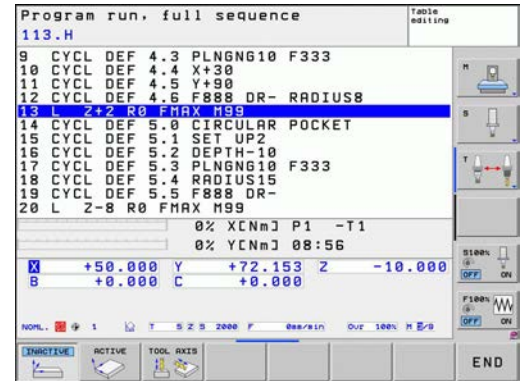 Program run, full sequence
Table editing
113.H
9 CYCL DEF 4.3 PLNGNG10 F333
10 CYCL DEF 4.4 X+30
11 CYCL DEF 4.5 Y+90
12 CYCL DEF 4.6 F888 DR- RADIUS8
13 L Z+2 R0 FMAX M99
14 CYCL DEF 5.0 CIRCULAR POCKET
15 CYCL DEF 5.1 SET UP2
16 CYCL DEF 5.2 DEPTH-10
17 CYCL DEF 5.3 PLNGNG10 F333
18 CYCL DEF 5.4 RADIUS15
19 CYCL DEF 5.5 F888 DR-
20 L Z-8 R0 FMAX M99
0% X[Nm] P1 -T1
0% Y[Nm] 08:56
X +50.000 Y +72.153 Z -10.000
B +0.000 C +0.000
NOML. 1 T 5 Z S 2000 F 0mm/min Ovr 100% M 5/9
M
S
T
S100%
OFF ON
F100%
OFF ON
INACTIVE ACTIVE TOOL AXIS END